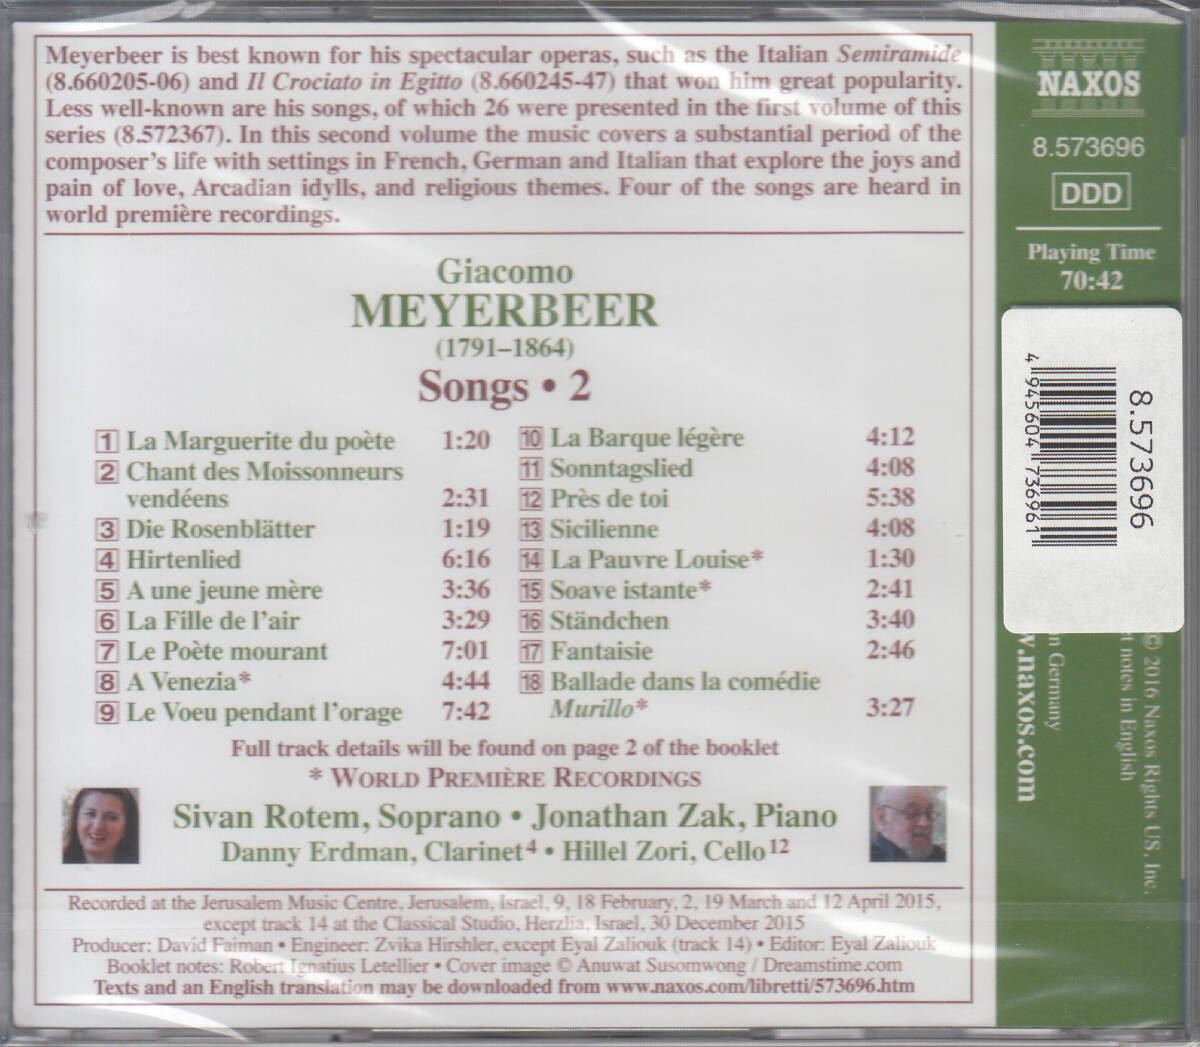 Meyerbeer is best known for his spectacular operas, such as the Italian Semiramide
(8.660205-06) and Il Crociato in Egitto (8.660245-47) that won him great popularity.
Less well-known are his songs, of which 26 were presented in the first volume of this
series (8.572367). In this second volume the music covers a substantial period of the
composer's life with settings in French, German and Italian that explore the joys and
pain of love, Arcadian idylls, and religious themes. Four of the songs are heard in
world première recordings.
Giacomo
MEYERBEER
(1791–1864)
Songs • 2
1 La Marguerite du poète 1:20
2 Chant des Moissonneurs
vendéens 2:31
3 Die Rosenblätter 1:19
4 Hirtenlied 6:16
5 A une jeune mère 3:36
6 La Fille de l'air 3:29
7 Le Poète mourant 7:01
8 A Venezia* 4:44
9 Le Voeu pendant l'orage 7:42
10 La Barque légère 4:12
11 Sonntagslied 4:08
12 Près de toi 5:38
13 Sicilienne 4:08
14 La Pauvre Louise* 1:30
15 Soave istante* 2:41
16 Ständchen 3:40
17 Fantaisie 2:46
18 Ballade dans la comédie
Murillo* 3:27
Full track details will be found on page 2 of the booklet
* WORLD PREMIÈRE RECORDINGS
Sivan Rotem, Soprano • Jonathan Zak, Piano
Danny Erdman, Clarinet 4 • Hillel Zori, Cello 12
Recorded at the Jerusalem Music Centre, Jerusalem, Israel, 9, 18 February, 2, 19 March and 12 April 2015,
except track 14 at the Classical Studio, Herzlia, Israel, 30 December 2015
Producer: David Faiman • Engineer: Zvika Hirshler, except Eyal Zaliouk (track 14) • Editor: Eyal Zaliouk
Booklet notes: Robert Ignatius Letellier • Cover image © Anuwat Susomwong / Dreamstime.com
Texts and an English translation may be downloaded from www.naxos.com/libretti/573696.htm
NAXOS
8.573696
DDD
Playing Time
70:42
8.573696
4 945604 736961
© 2016 Naxos Rights US, Inc.
notes in English
Germany
.naxos.com